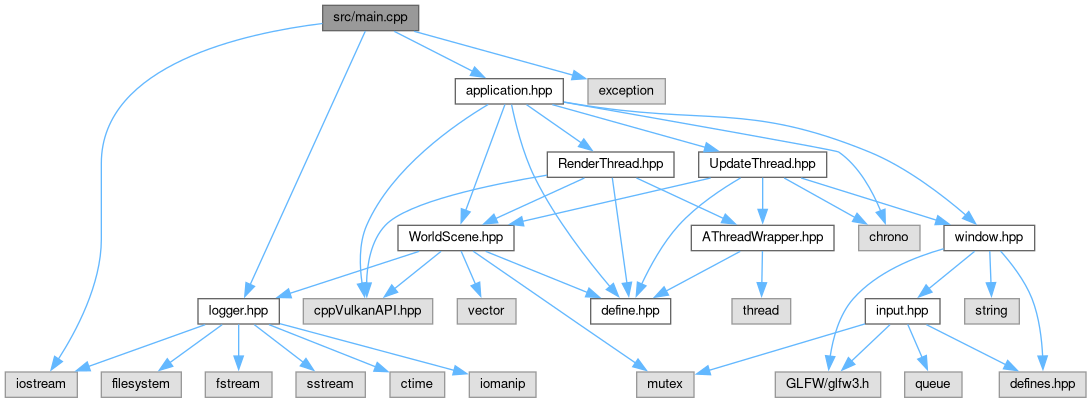 src/main.cpp
application.hpp
exception
RenderThread.hpp
UpdateThread.hpp
WorldScene.hpp
AThreadWrapper.hpp
chrono
window.hpp
logger.hpp
cppVulkanAPI.hpp
vector
define.hpp
thread
input.hpp
string
iostream
filesystem
fstream
sstream
ctime
iomanip
mutex
GLFW/glfw3.h
queue
defines.hpp